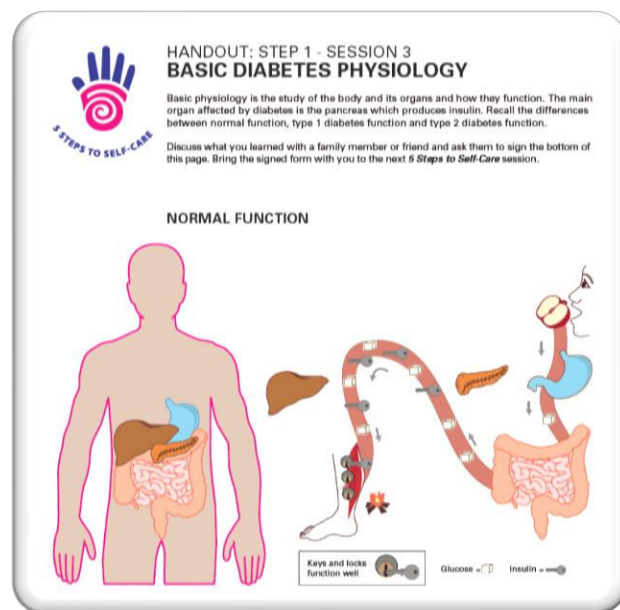 HANDOUT: STEP 1 - SESSION 3
BASIC DIABETES PHYSIOLOGY
Basic physiology is the study of the body and its organs and how they function. The main
organ affected by diabetes is the pancreas which produces insulin. Recall the differences
between normal function, type 1 diabetes function and type 2 diabetes function.
Discuss what you learned with a family member or friend and ask them to sign the bottom of
this page. Bring the signed form with you to the next 5 Steps to Self-Care session.
5 STEPS TO SELF-CARE
NORMAL FUNCTION
Keys and locks
function well
Glucose =
Insulin =